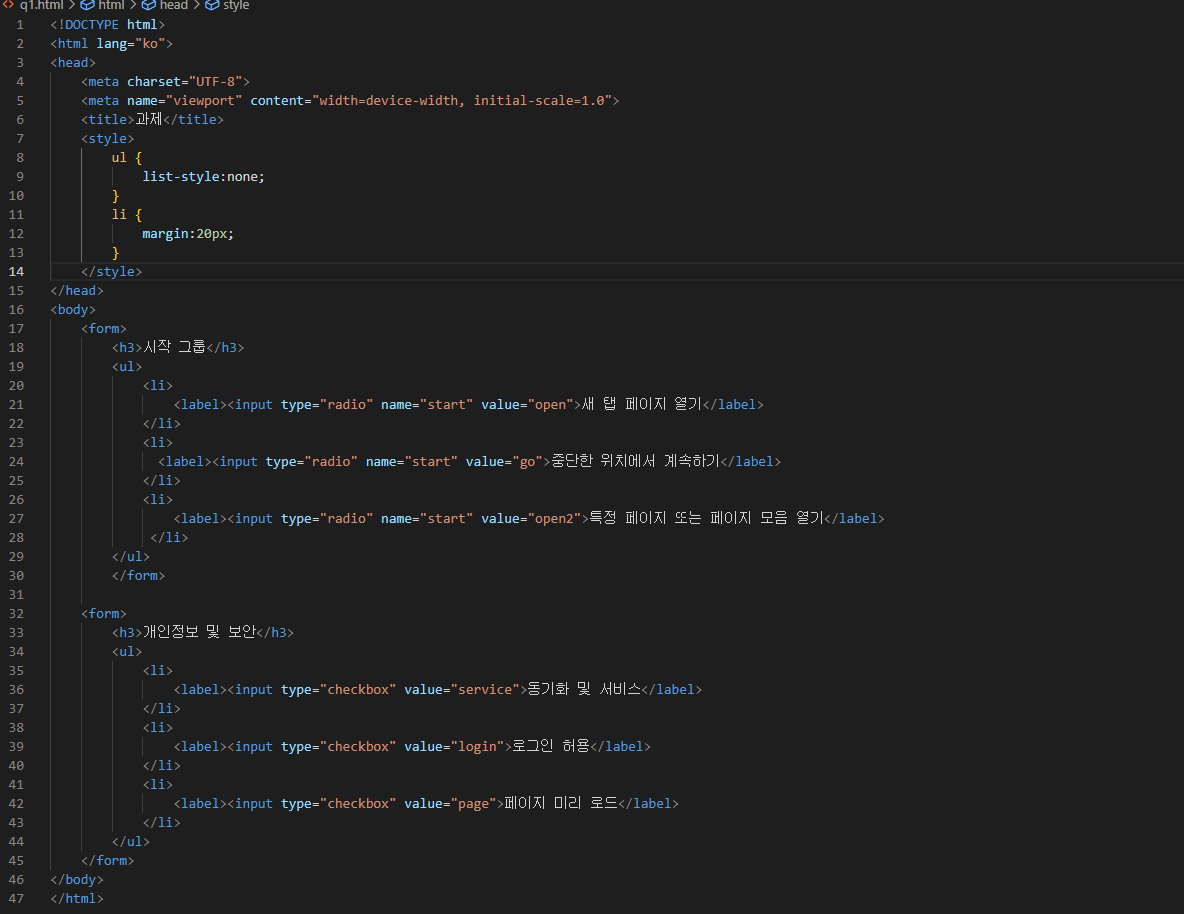 q1.html > html > head > style
1 <!DOCTYPE html>
2 <html lang="ko">
3 <head>
4     <meta charset="UTF-8">
5     <meta name="viewport" content="width=device-width, initial-scale=1.0">
6     <title>과제</title>
7     <style>
8         ul {
9             list-style:none;
10         }
11         li {
12             margin:20px;
13         }
14     </style>
15 </head>
16 <body>
17     <form>
18         <h3>시작 그룹</h3>
19         <ul>
20             <li>
21                 <label><input type="radio" name="start" value="open">새 탭 페이지 열기</label>
22             </li>
23             <li>
24               <label><input type="radio" name="start" value="go">중단한 위치에서 계속하기</label>
25             </li>
26             <li>
27                 <label><input type="radio" name="start" value="open2">특정 페이지 또는 페이지 모음 열기</label>
28              </li>
29         </ul>
30         </form>
31
32     <form>
33         <h3>개인정보 및 보안</h3>
34         <ul>
35             <li>
36                 <label><input type="checkbox" value="service">동기화 및 서비스</label>
37             </li>
38             <li>
39                 <label><input type="checkbox" value="login">로그인 허용</label>
40             </li>
41             <li>
42                 <label><input type="checkbox" value="page">페이지 미리 로드</label>
43             </li>
44         </ul>
45     </form>
46 </body>
47 </html>